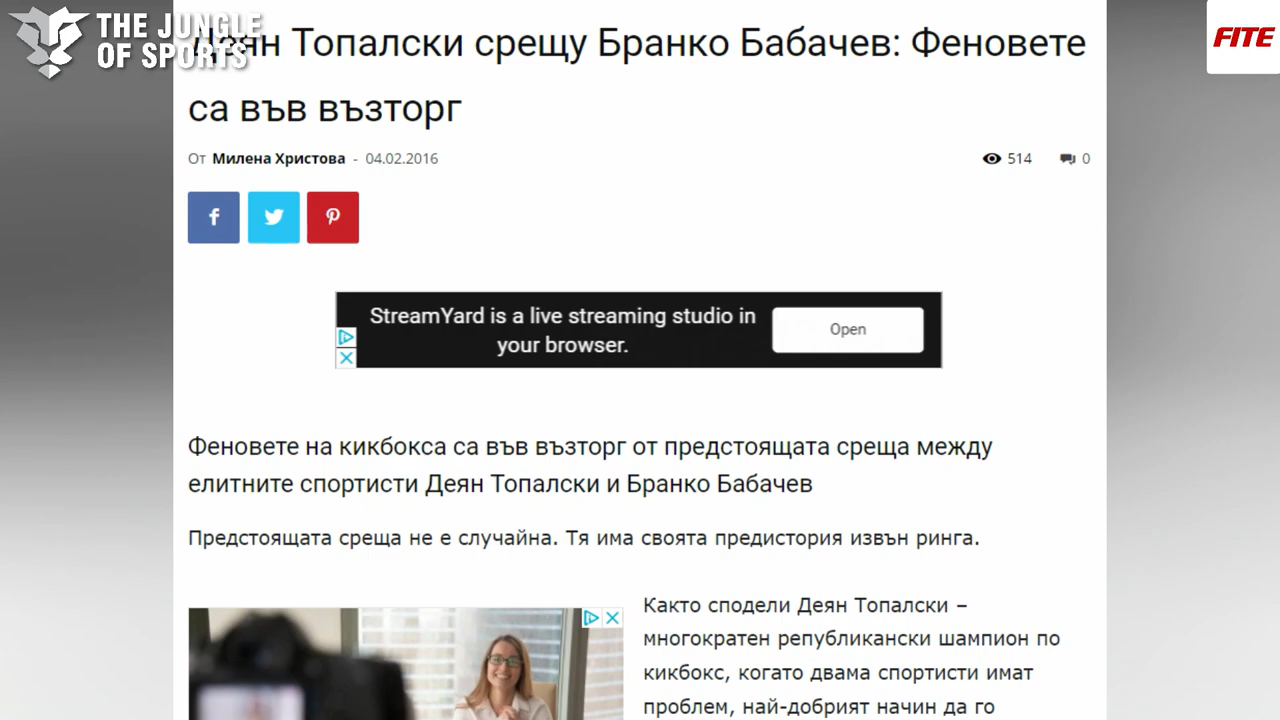 THE JUNGLE
OF SPORTS
FITE
Деян Топалски срещу Бранко Бабачев: Феновете
са във възторг
От Милена Христова - 04.02.2016
514
0
StreamYard is a live streaming studio in
your browser.
Open
Феновете на кикбокса са във възторг от предстоящата среща между
елитните спортисти Деян Топалски и Бранко Бабачев
Предстоящата среща не е случайна. Тя има своята предистория извън ринга.
Както сподели Деян Топалски –
многократен републикански шампион по
кикбокс, когато двама спортисти имат
проблем, най-добрият начин да го